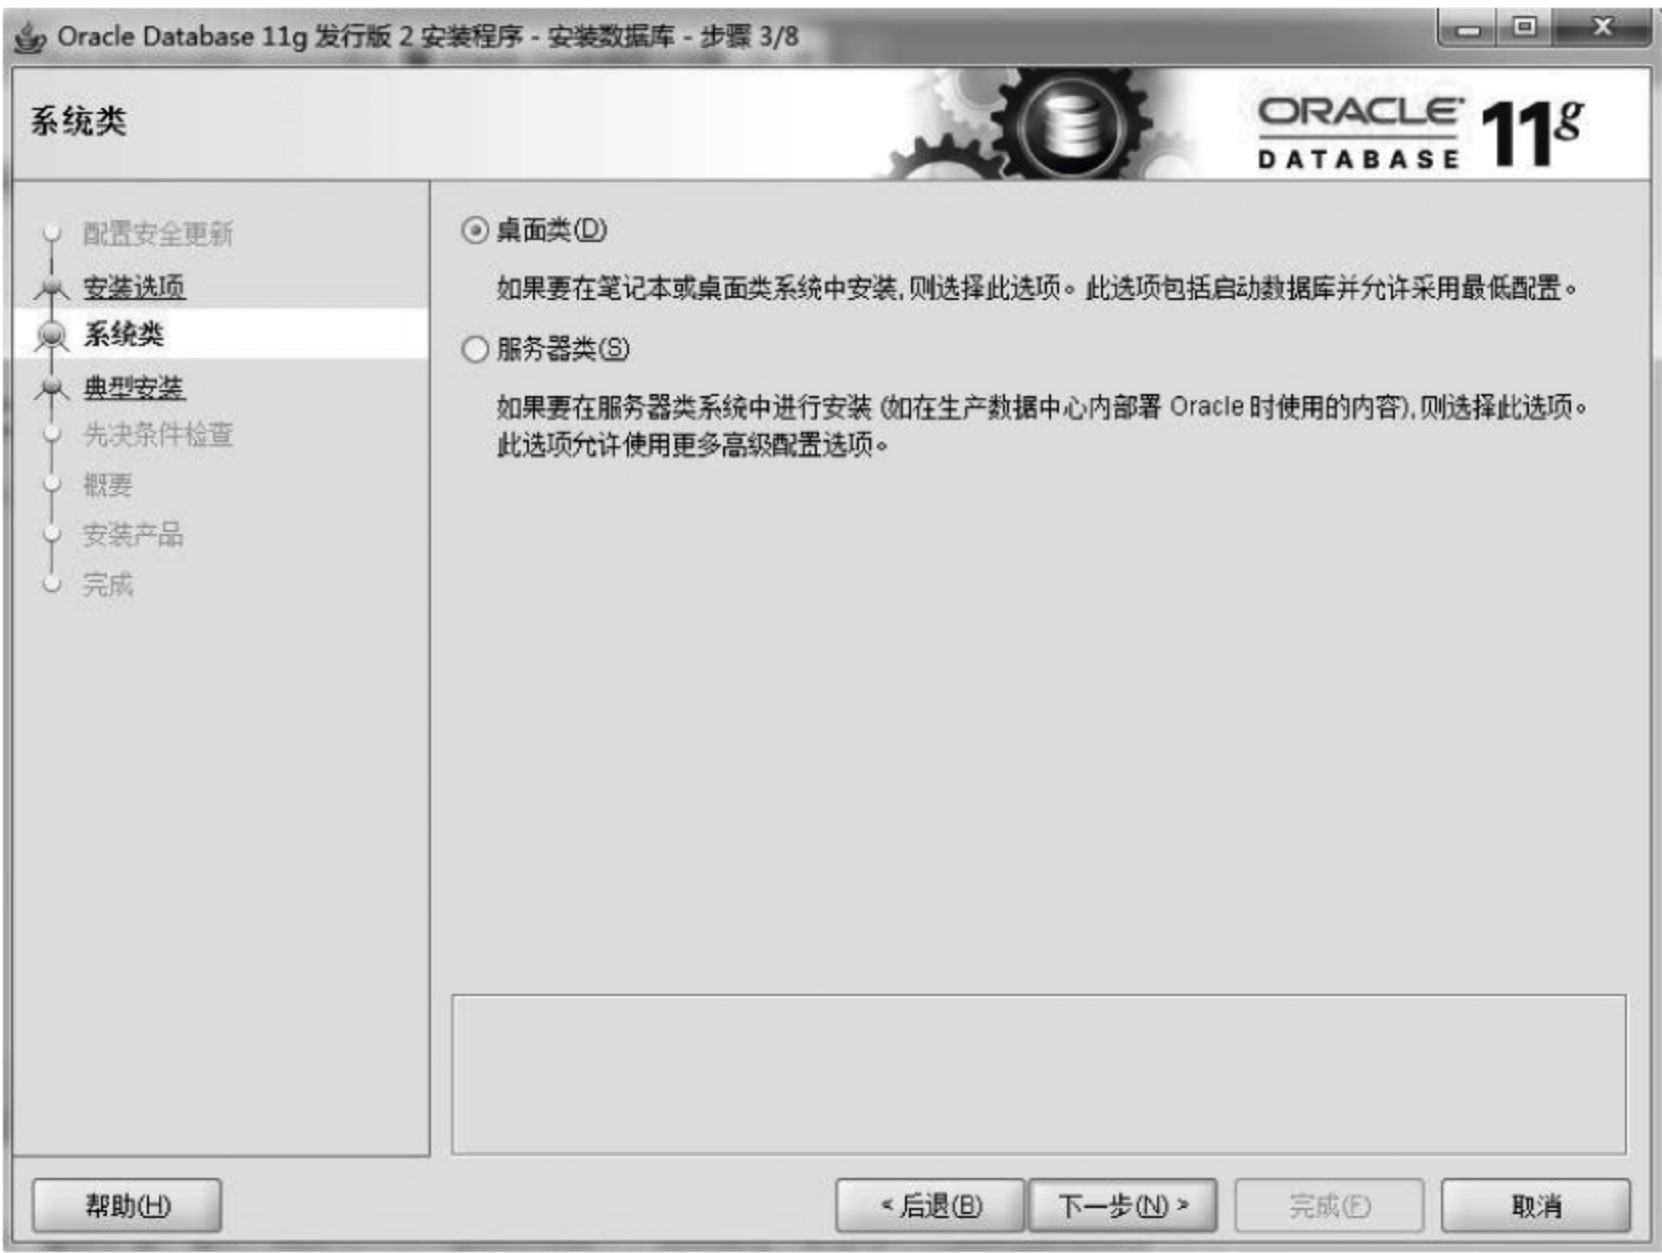 Oracle Database 11g 发行版 2 安装程序 - 安装数据库 - 步骤 3/8
系统类
ORACLE
DATABASE
11g
配置安全更新
安装选项
系统类
典型安装
先决条件检查
概要
安装产品
完成
桌面类(D)
如果要在笔记本或桌面类系统中安装,则选择此选项。此选项包括启动数据库并允许采用最低配置。
服务器类(S)
如果要在服务器类系统中进行安装 (如在生产数据中心内部署 Oracle 时使用的内容),则选择此选项。
此选项允许使用更多高级配置选项。
帮助(H)
< 后退(B)
下一步(N) >
完成(F)
取消